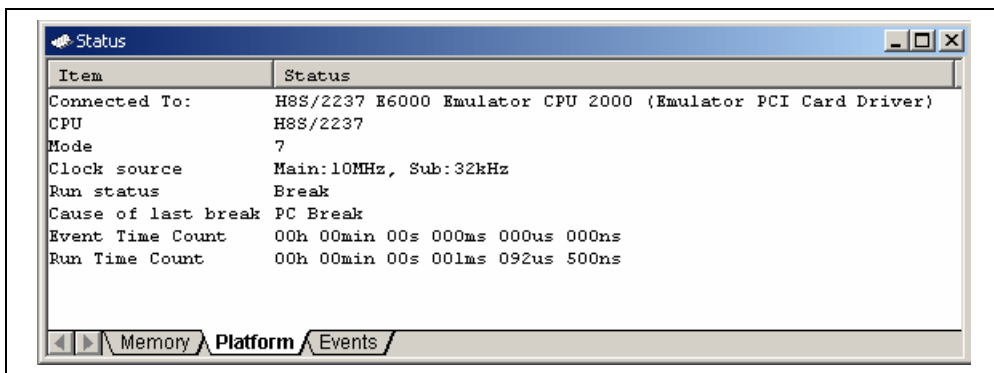 Status
Item Status
Connected To: H8S/2237 E6000 Emulator CPU 2000 (Emulator PCI Card Driver)
CPU H8S/2237
Mode 7
Clock source Main:10MHz, Sub:32kHz
Run status Break
Cause of last break PC Break
Event Time Count 00h 00min 00s 000ms 000us 000ns
Run Time Count 00h 00min 00s 001ms 092us 500ns
Memory Platform Events